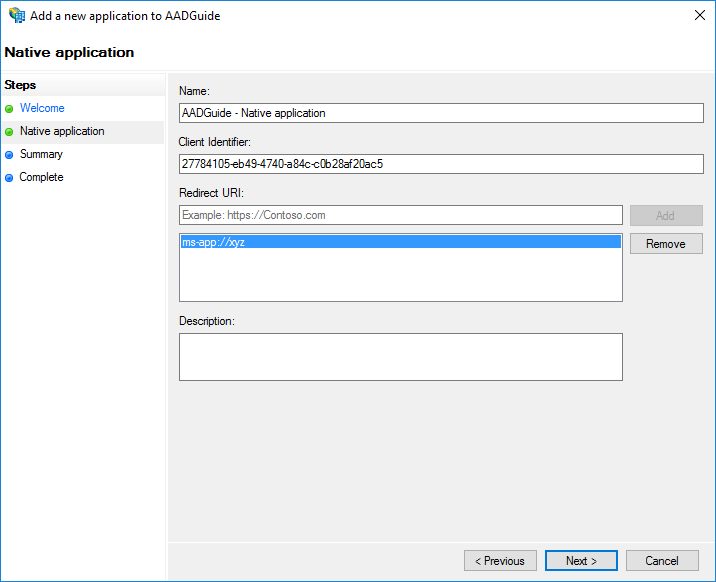 Add a new application to AADGuide
Native application
Steps
Welcome
Native application
Summary
Complete
Name:
AADGuide - Native application
Client Identifier:
27784105-eb49-4740-a84c-c0b28af20ac5
Redirect URI:
Example: https://Contoso.com
Add
ms-app://xyz
Remove
Description:
< Previous
Next >
Cancel